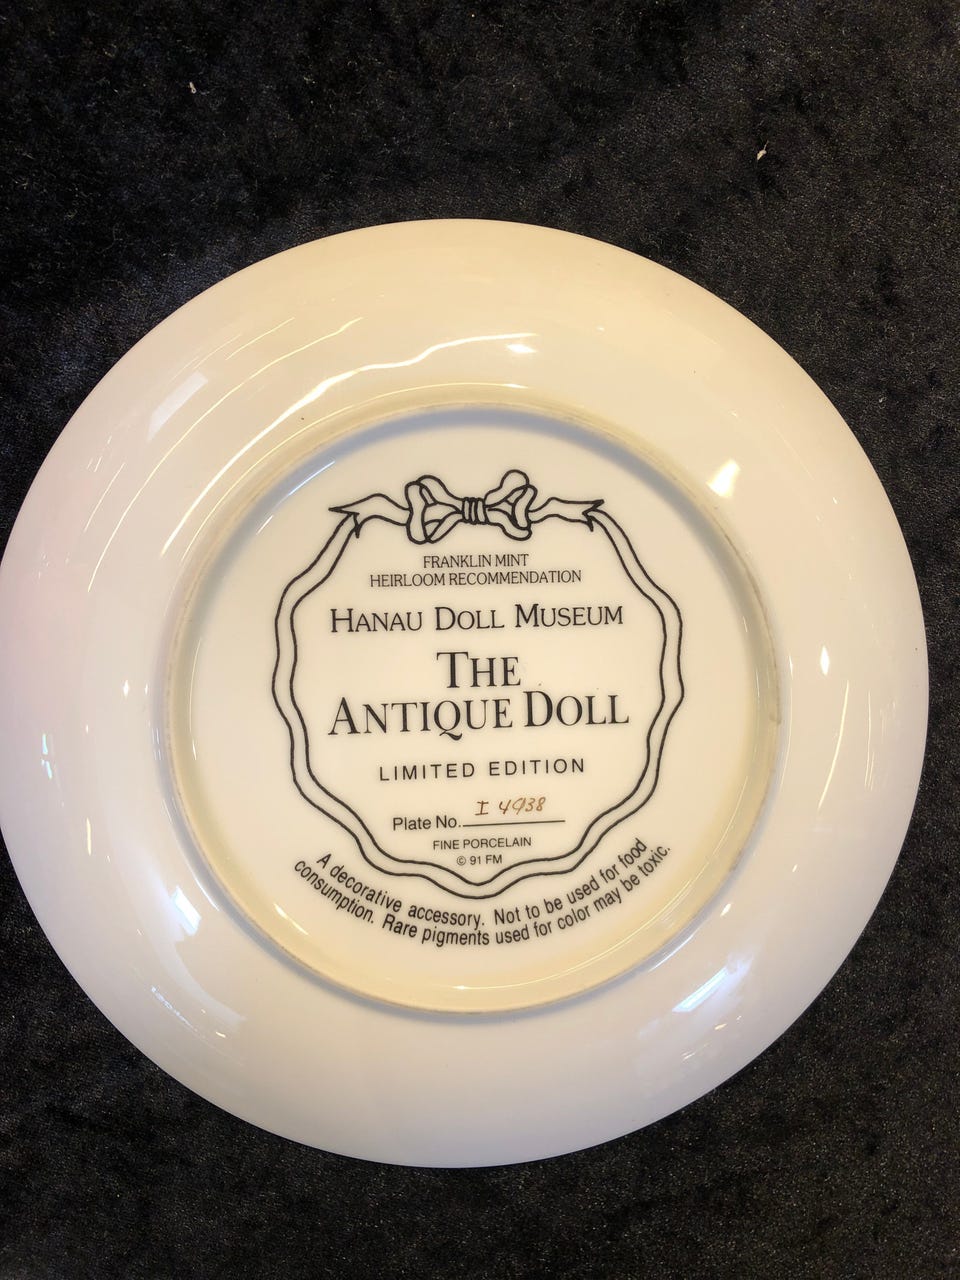 FRANKLIN MINT
HEIRLOOM RECOMMENDATION
HANAU DOLL MUSEUM
THE
ANTIQUE DOLL
LIMITED EDITION
Plate No. I 4938
FINE PORCELAIN
© 91 FM
A decorative accessory. Not to be used for food
consumption. Rare pigments used for color may be toxic.